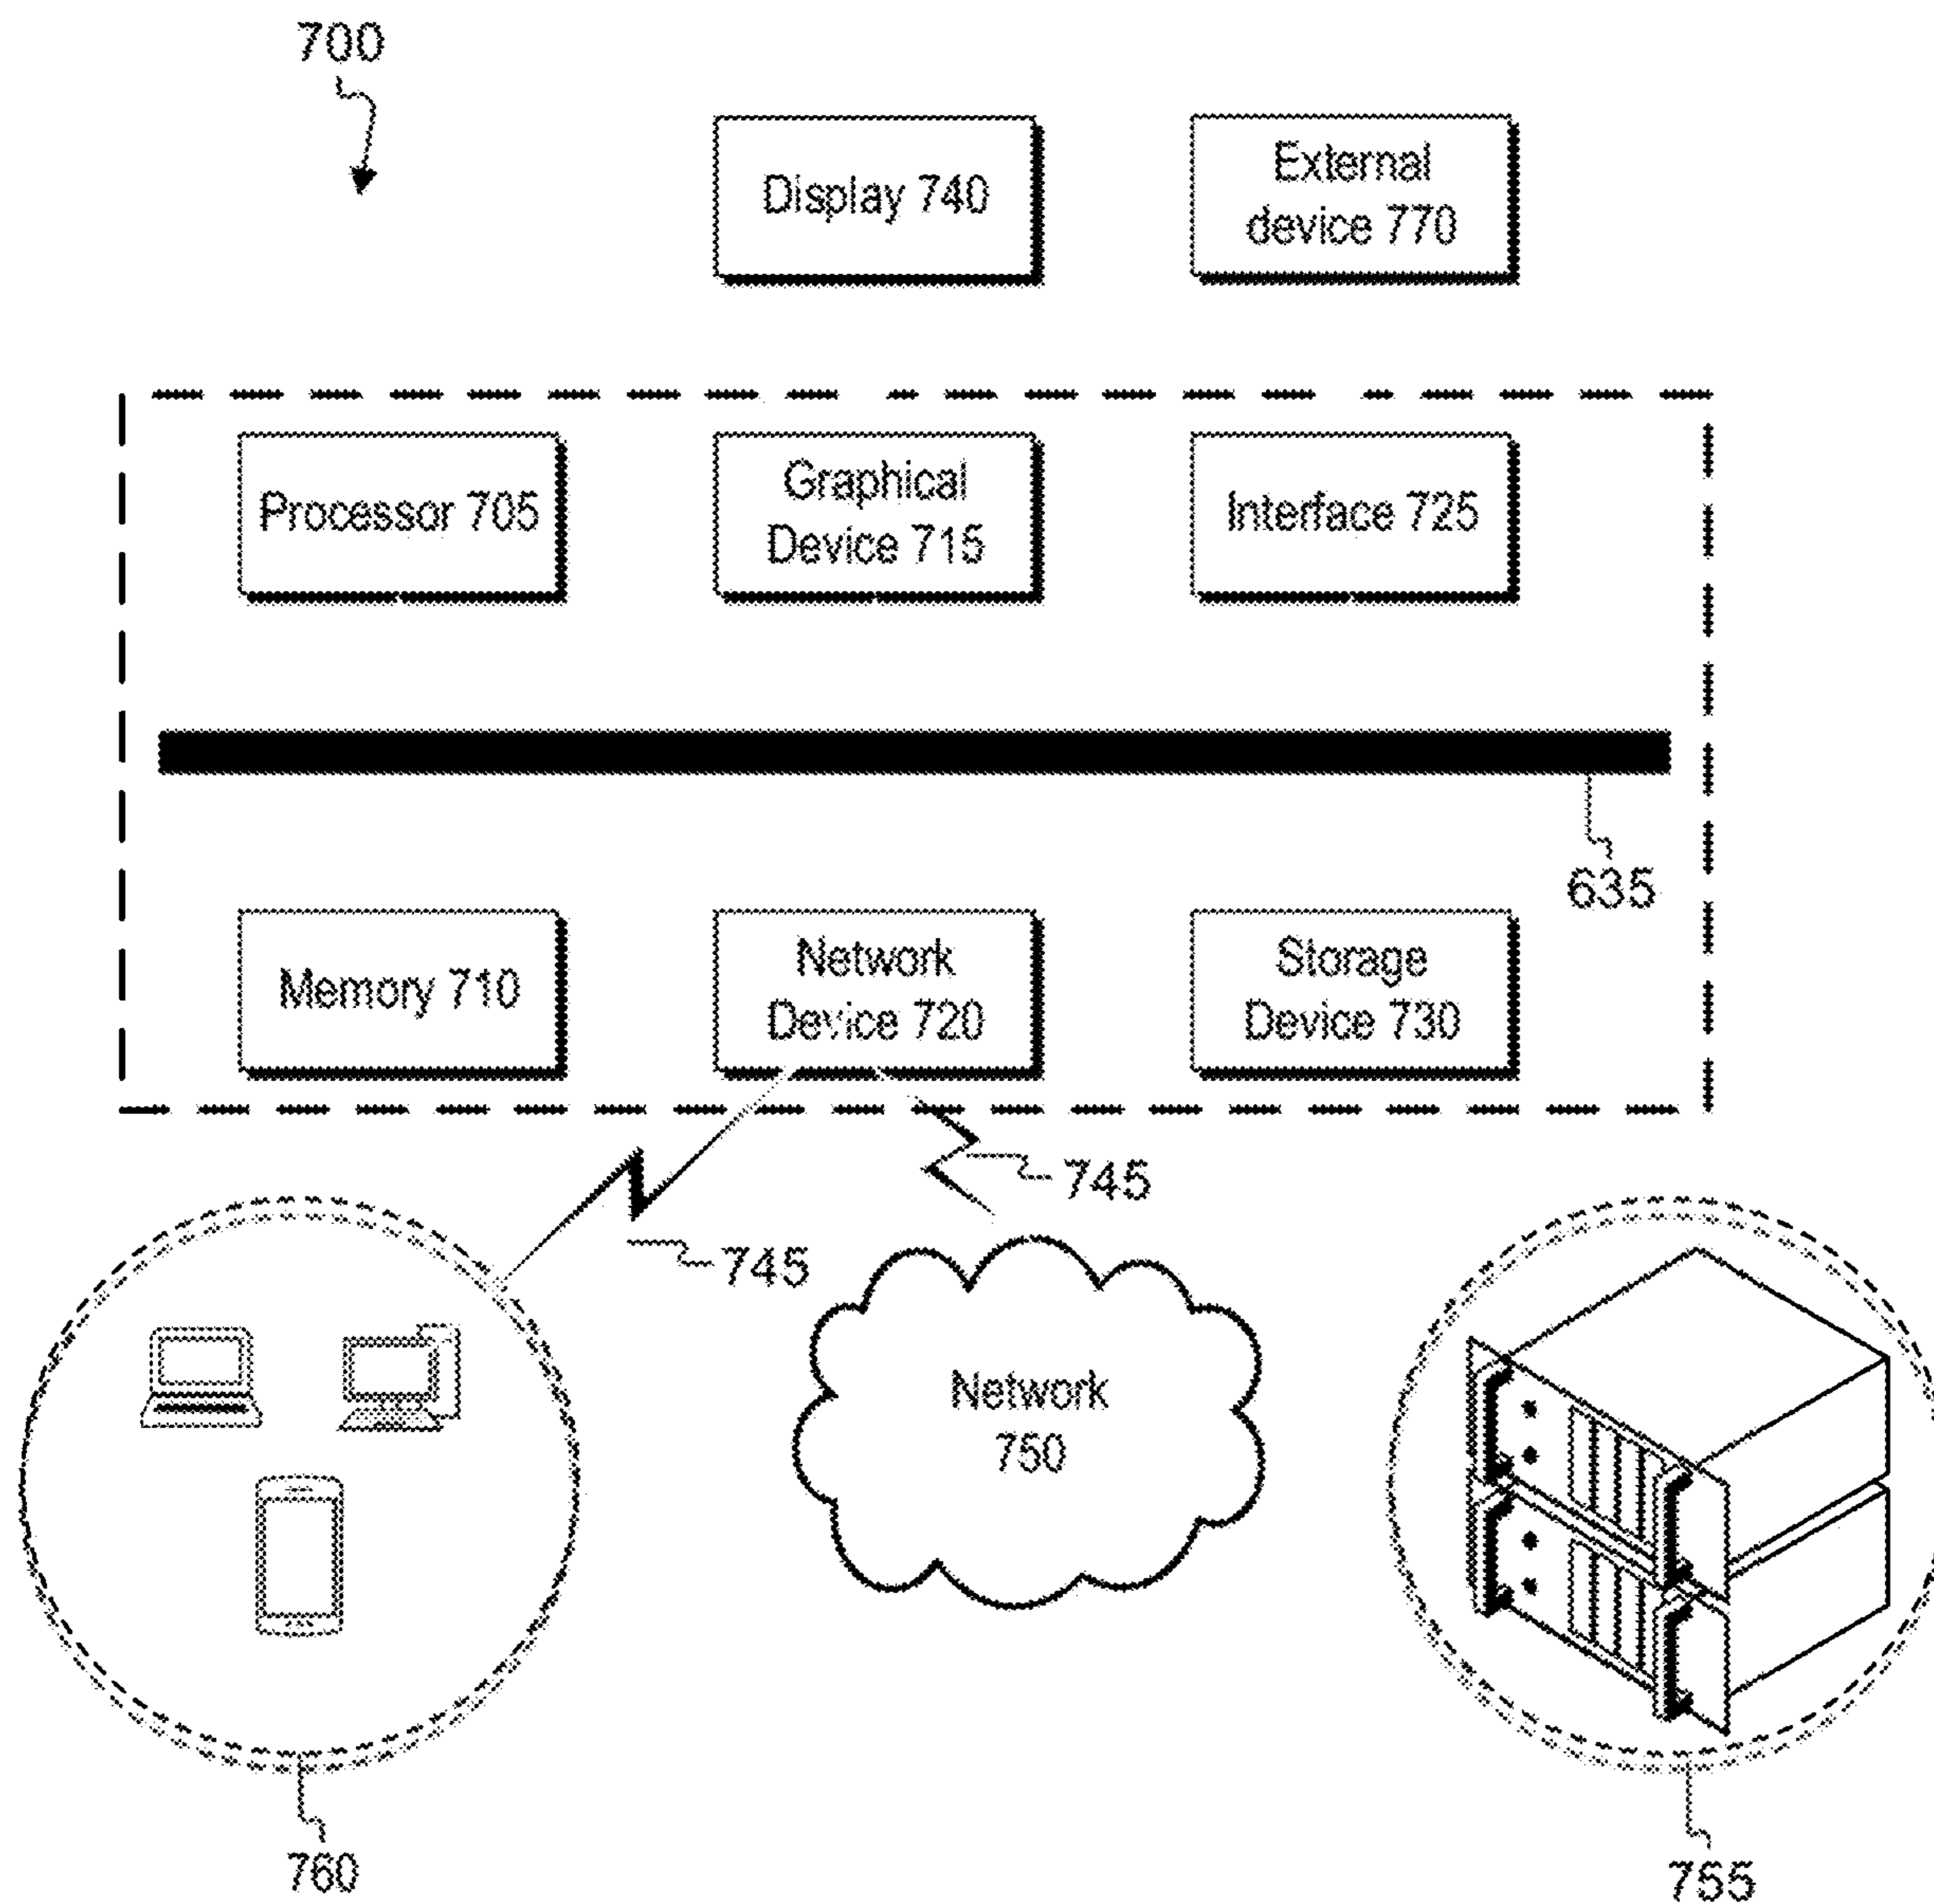 700
Display 740
External
device 770
Processor 705
Graphical
Device 715
Interface 725
635
Memory 710
Network
Device 720
Storage
Device 730
745
745
Network
750
760
755